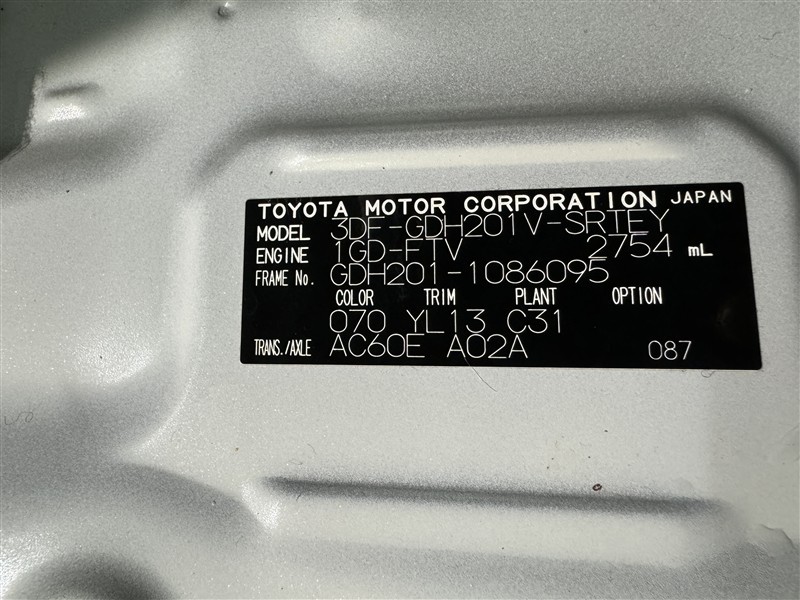 TOYOTA MOTOR CORPORATION JAPAN
MODEL 3DF-GDH201V-SRTEY
ENGINE 1GD-FTV 2754 mL
FRAME No. GDH201-1086095
COLOR TRIM PLANT OPTION
070 YL13 C31
TRANS./AXLE AC60E A02A 087